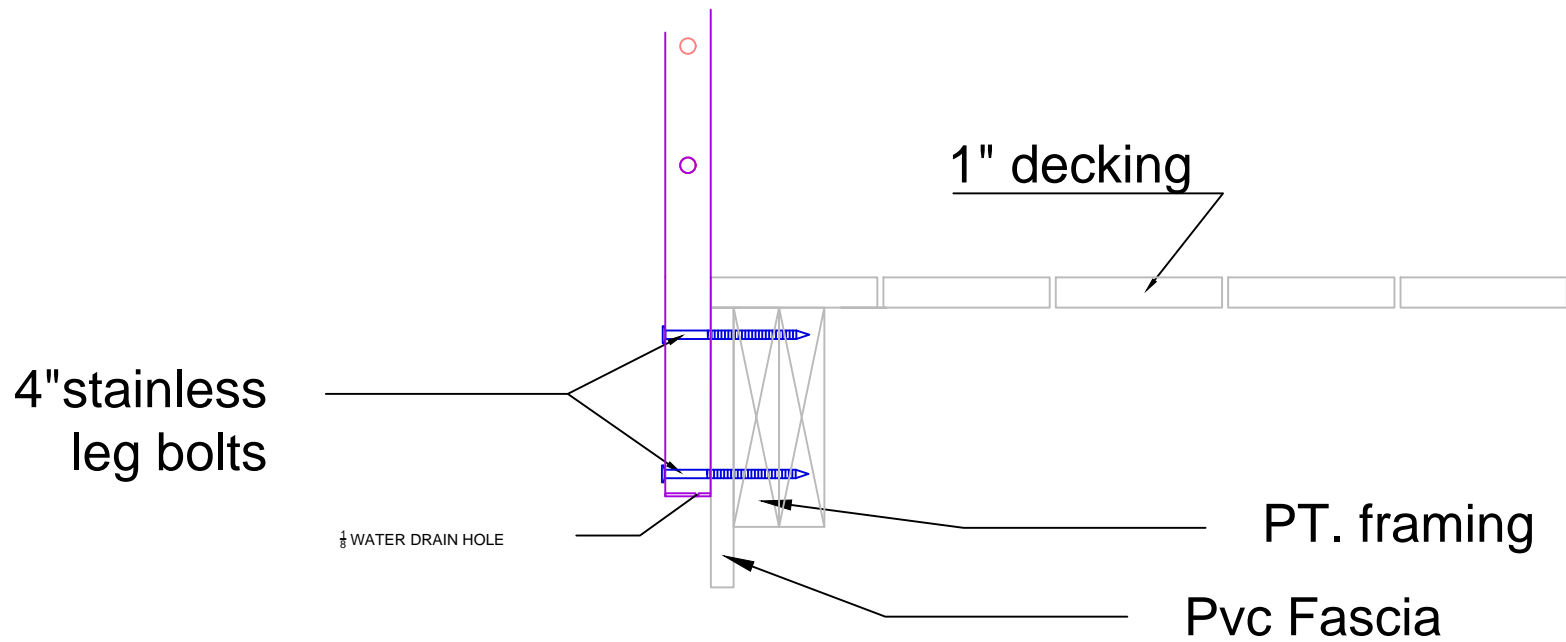 1" decking
4"stainless
leg bolts
⅛ WATER DRAIN HOLE
PT. framing
Pvc Fascia